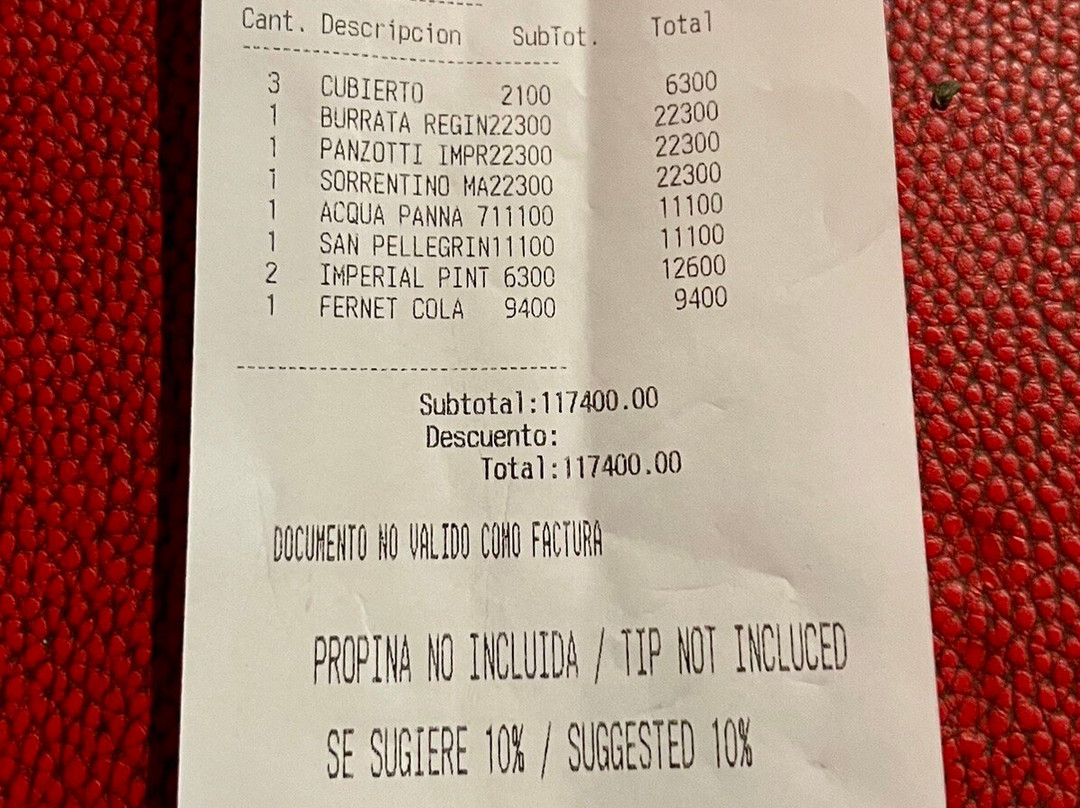 Cant. Descripcion SubTot. Total
3 CUBIERTO 2100 6300
1 BURRATA REGIN22300 22300
1 PANZOTTI IMPR22300 22300
1 SORRENTINO MA22300 22300
1 ACQUA PANNA 711100 11100
1 SAN PELLEGRIN11100 11100
2 IMPERIAL PINT 6300 12600
1 FERNET COLA 9400 9400
Subtotal:117400.00
Descuento:
Total:117400.00
DOCUMENTO NO VALIDO COMO FACTURA
PROPINA NO INCLUIDA / TIP NOT INCLUCED
SE SUGIERE 10% / SUGGESTED 10%